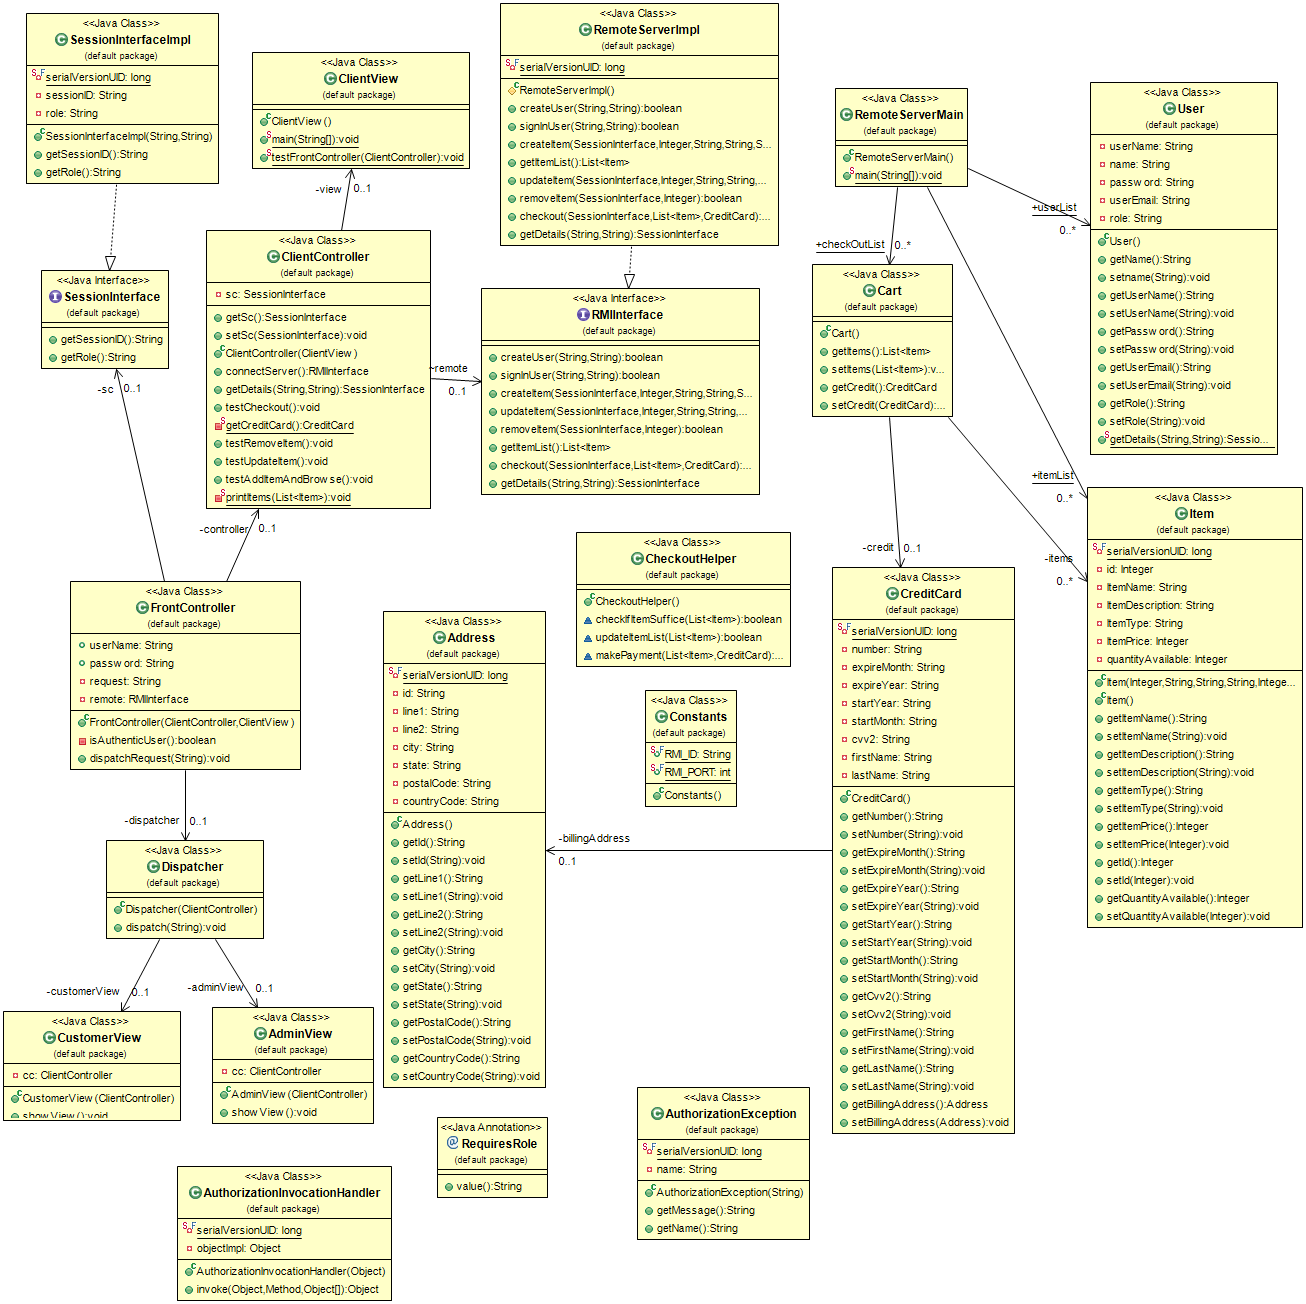 <<Java Class>>
SessionInterfaceImpl
(default package)
serialVersionUID: long
sessionID: String
role: String
SessionInterfaceImpl(String,String)
getSessionID():String
getRole():String
<<Java Class>>
ClientView
(default package)
ClientView()
main(String[]):void
testFrontController(ClientController):void
<<Java Class>>
RemoteServerImpl
(default package)
serialVersionUID: long
RemoteServerImpl()
createUser(String,String):boolean
signInUser(String,String):boolean
createItem(SessionInterface,Integer,String,String,S...
getItemList():List<Item>
updateItem(SessionInterface,Integer,String,String,...
removeItem(SessionInterface,Integer):boolean
checkout(SessionInterface,List<Item>,CreditCard):...
getDetails(String,String):SessionInterface
<<Java Class>>
RemoteServerMain
(default package)
RemoteServerMain()
main(String[]):void
<<Java Class>>
User
(default package)
userName: String
name: String
password: String
userEmail: String
role: String
User()
getName():String
setname(String):void
getUserName():String
setUserName(String):void
getPassword():String
setPassword(String):void
getUserEmail():String
setUserEmail(String):void
getRole():String
setRole(String):void
getDetails(String,String):Sessio...
-view
0..1
+userList
0..*
+checkOutList
0..*
<<Java Interface>>
SessionInterface
(default package)
getSessionID():String
getRole():String
<<Java Class>>
ClientController
(default package)
sc: SessionInterface
getSc():SessionInterface
setSc(SessionInterface):void
ClientController(ClientView)
connectServer():RMIInterface
getDetails(String,String):SessionInterface
testCheckout():void
getCreditCard():CreditCard
testRemoveItem():void
testUpdateItem():void
testAddItemAndBrowse():void
printItems(List<Item>):void
~remote
0..1
<<Java Interface>>
RMIInterface
(default package)
createUser(String,String):boolean
signInUser(String,String):boolean
createItem(SessionInterface,Integer,String,String,S...
updateItem(SessionInterface,Integer,String,String,...
removeItem(SessionInterface,Integer):boolean
getItemList():List<Item>
checkout(SessionInterface,List<Item>,CreditCard):...
getDetails(String,String):SessionInterface
<<Java Class>>
Cart
(default package)
Cart()
getItems():List<Item>
setItems(List<Item>):v...
getCredit():CreditCard
setCredit(CreditCard):...
-sc
0..1
-controller
0..1
+itemList
0..*
-credit
0..1
-items
0..*
<<Java Class>>
Item
(default package)
serialVersionUID: long
id: Integer
ItemName: String
ItemDescription: String
ItemType: String
ItemPrice: Integer
quantityAvailable: Integer
Item(Integer,String,String,String,Intege...
Item()
getItemName():String
setItemName(String):void
getItemDescription():String
setItemDescription(String):void
getItemType():String
setItemType(String):void
getItemPrice():Integer
setItemPrice(Integer):void
getId():Integer
setId(Integer):void
getQuantityAvailable():Integer
setQuantityAvailable(Integer):void
<<Java Class>>
CheckoutHelper
(default package)
CheckoutHelper()
checkIfItemSuffice(List<Item>):boolean
updateItemList(List<Item>):boolean
makePayment(List<Item>,CreditCard):...
<<Java Class>>
FrontController
(default package)
userName: String
password: String
request: String
remote: RMIInterface
FrontController(ClientController,ClientView)
isAuthenticUser():boolean
dispatchRequest(String):void
<<Java Class>>
Address
(default package)
serialVersionUID: long
id: String
line1: String
line2: String
city: String
state: String
postalCode: String
countryCode: String
Address()
getId():String
setId(String):void
getLine1():String
setLine1(String):void
getLine2():String
setLine2(String):void
getCity():String
setCity(String):void
getState():String
setState(String):void
getPostalCode():String
setPostalCode(String):void
getCountryCode():String
setCountryCode(String):void
<<Java Class>>
Constants
(default package)
RMI_ID: String
RMI_PORT: int
Constants()
<<Java Class>>
CreditCard
(default package)
serialVersionUID: long
number: String
expireMonth: String
expireYear: String
startYear: String
startMonth: String
cvv2: String
firstName: String
lastName: String
CreditCard()
getNumber():String
setNumber(String):void
getExpireMonth():String
setExpireMonth(String):void
getExpireYear():String
setExpireYear(String):void
getStartYear():String
setStartYear(String):void
getStartMonth():String
setStartMonth(String):void
getCvv2():String
setCvv2(String):void
getFirstName():String
setFirstName(String):void
getLastName():String
setLastName(String):void
getBillingAddress():Address
setBillingAddress(Address):void
-billingAddress
0..1
-dispatcher
0..1
<<Java Class>>
Dispatcher
(default package)
Dispatcher(ClientController)
dispatch(String):void
-customerView
0..1
-adminView
0..1
<<Java Class>>
CustomerView
(default package)
cc: ClientController
CustomerView(ClientController)
showView():void
<<Java Class>>
AdminView
(default package)
cc: ClientController
AdminView(ClientController)
showView():void
<<Java Annotation>>
RequiresRole
(default package)
value():String
<<Java Class>>
AuthorizationException
(default package)
serialVersionUID: long
name: String
AuthorizationException(String)
getMessage():String
getName():String
<<Java Class>>
AuthorizationInvocationHandler
(default package)
serialVersionUID: long
objectImpl: Object
AuthorizationInvocationHandler(Object)
invoke(Object,Method,Object[]):Object